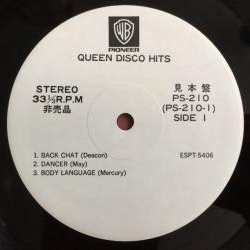 WB
PIONEER
QUEEN DISCO HITS
STEREO
33⅓R.P.M
非売品
見本盤
PS-210
(PS-210-1)
SIDE 1
1. BACK CHAT (Deacon)
2. DANCER (May)
3. BODY LANGUAGE (Mercury)
ESPT-5406